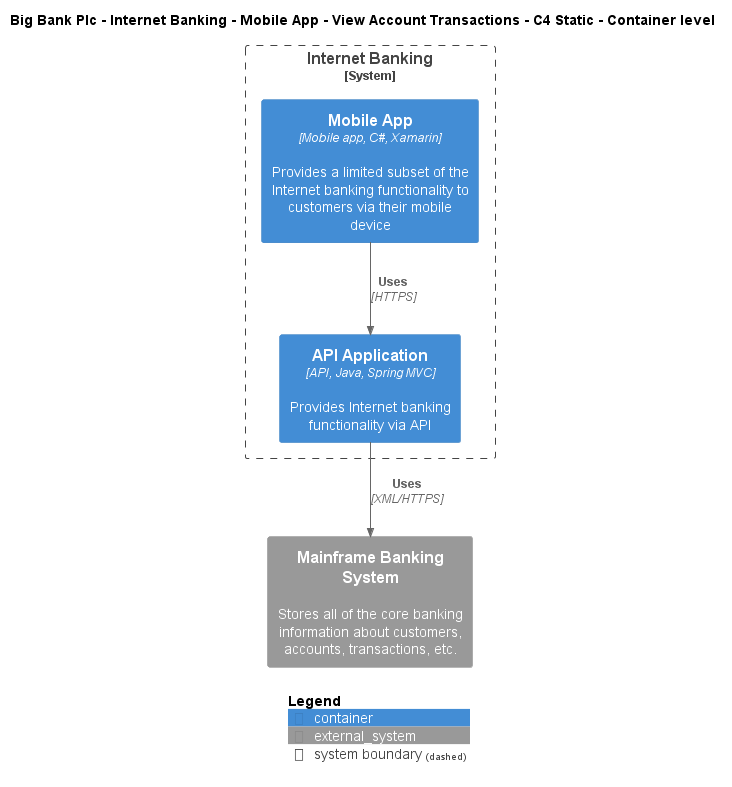 Big Bank Plc - Internet Banking - Mobile App - View Account Transactions - C4 Static - Container level
Internet Banking
[System]
Mobile App
[Mobile app, C#, Xamarin]
Provides a limited subset of the
Internet banking functionality to
customers via their mobile
device
Uses
[HTTPS]
API Application
[API, Java, Spring MVC]
Provides Internet banking
functionality via API
Uses
[XML/HTTPS]
Mainframe Banking
System
Stores all of the core banking
information about customers,
accounts, transactions, etc.
Legend
container
external_system
system boundary (dashed)